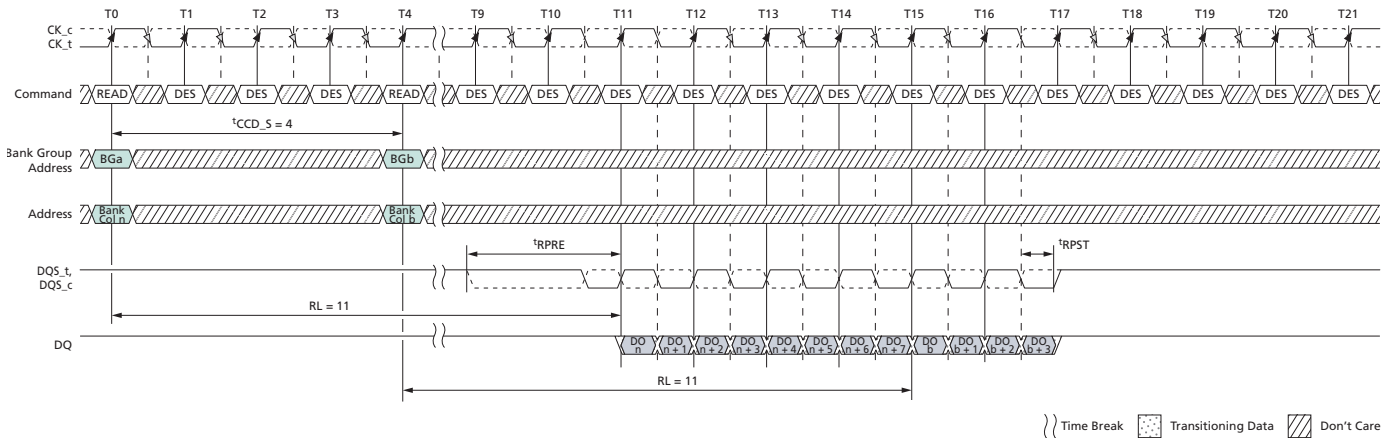 T0 T1 T2 T3 T4 T9 T10 T11 T12 T13 T14 T15 T16 T17 T18 T19 T20 T21
CK_c
CK_t
Command READ DES DES DES READ DES DES DES DES DES DES DES DES DES DES DES DES DES
tCCD_S = 4
Bank Group
Address
BGa BGb
Address
Bank
Col n
Bank
Col b
tRPRE tRPST
DQS_t,
DQS_c
RL = 11
DQ
DO
n
DO
n + 1
DO
n + 2
DO
n + 3
DO
n + 4
DO
n + 5
DO
n + 6
DO
n + 7
DO
b
DO
b + 1
DO
b + 2
DO
b + 3
RL = 11
Time Break Transitioning Data Don't Care